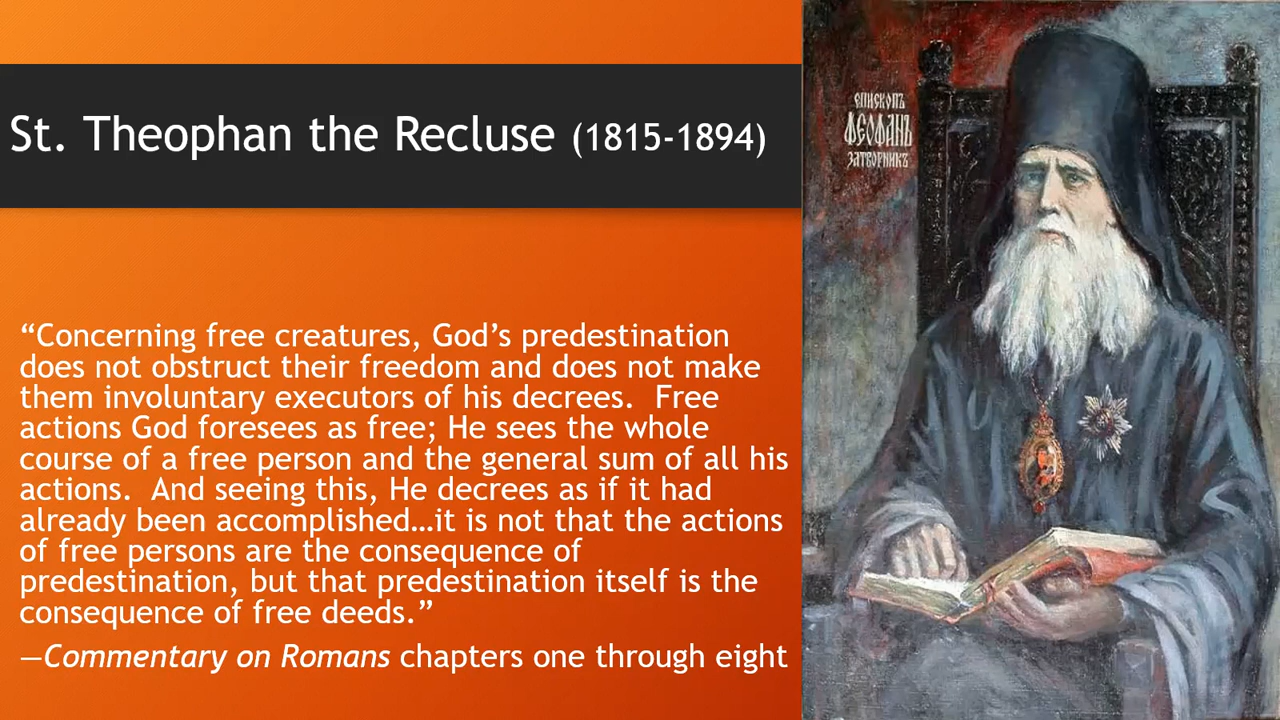 St. Theophan the Recluse (1815-1894)
“Concerning free creatures, God’s predestination
does not obstruct their freedom and does not make
them involuntary executors of his decrees.  Free
actions God foresees as free; He sees the whole
course of a free person and the general sum of all his
actions.  And seeing this, He decrees as if it had
already been accomplished…it is not that the actions
of free persons are the consequence of
predestination, but that predestination itself is the
consequence of free deeds.”
—Commentary on Romans chapters one through eight
епископъ
Ѳеофанъ
затворникъ